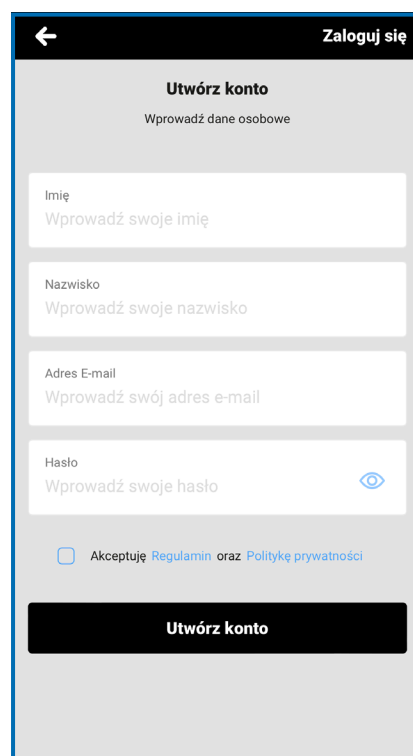 Zaloguj się
Utwórz konto
Wprowadź dane osobowe
Imię
Wprowadź swoje imię
Nazwisko
Wprowadź swoje nazwisko
Adres E-mail
Wprowadź swój adres e-mail
Hasło
Wprowadź swoje hasło
Akceptuję Regulamin oraz Politykę prywatności
Utwórz konto